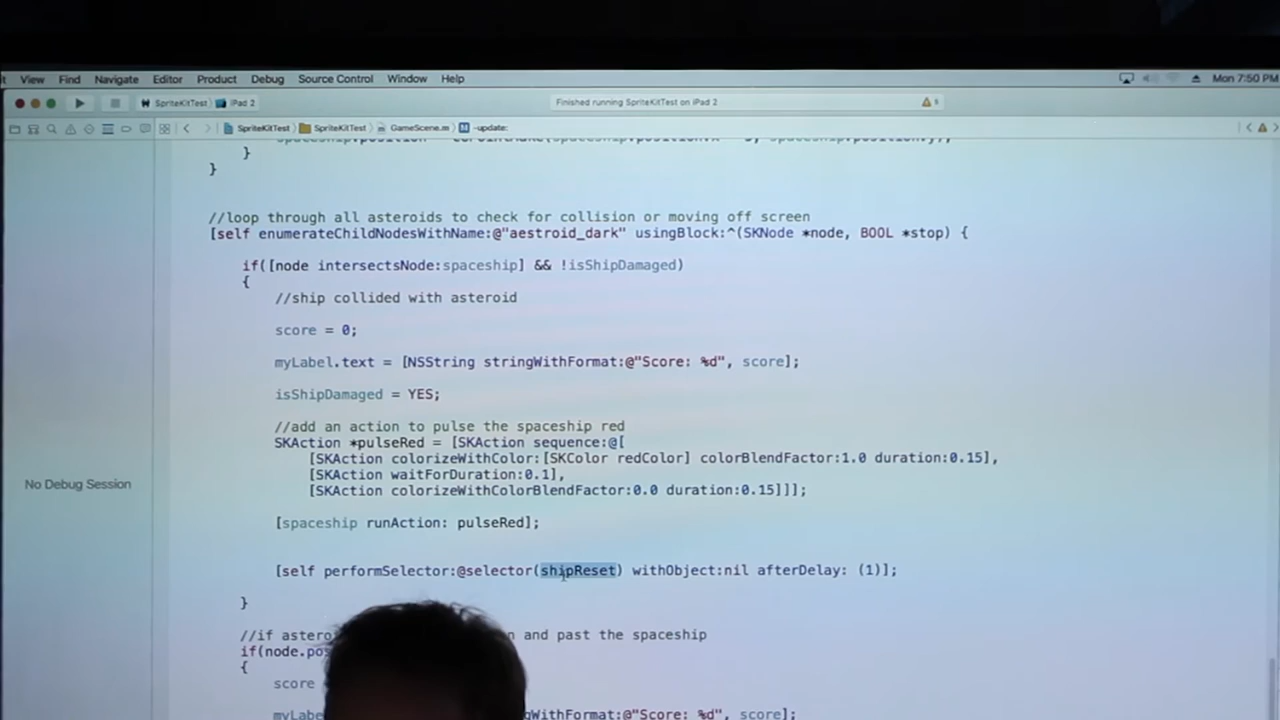 View Find Navigate Editor Product Debug Source Control Window Help Mon 7:50 PM
SpriteKitTest iPad 2 Finished running SpriteKitTest on iPad 2
SpriteKitTest SpriteKitTest GameScene.m M -update:
}
}
//loop through all asteroids to check for collision or moving off screen
[self enumerateChildNodesWithName:@"aestroid_dark" usingBlock:^(SKNode *node, BOOL *stop) {
if([node intersectsNode:spaceship] && !isShipDamaged)
{
//ship collided with asteroid
score = 0;
myLabel.text = [NSString stringWithFormat:@"Score: %d", score];
isShipDamaged = YES;
//add an action to pulse the spaceship red
SKAction *pulseRed = [SKAction sequence:@[
[SKAction colorizeWithColor:[SKColor redColor] colorBlendFactor:1.0 duration:0.15],
[SKAction waitForDuration:0.1],
No Debug Session
[SKAction colorizeWithColorBlendFactor:0.0 duration:0.15]]];
[spaceship runAction: pulseRed];
[self performSelector:@selector(shipReset) withObject:nil afterDelay: (1)];
}
//if and past the spaceship
if(node.
{
score
:@"Score: %d", score];